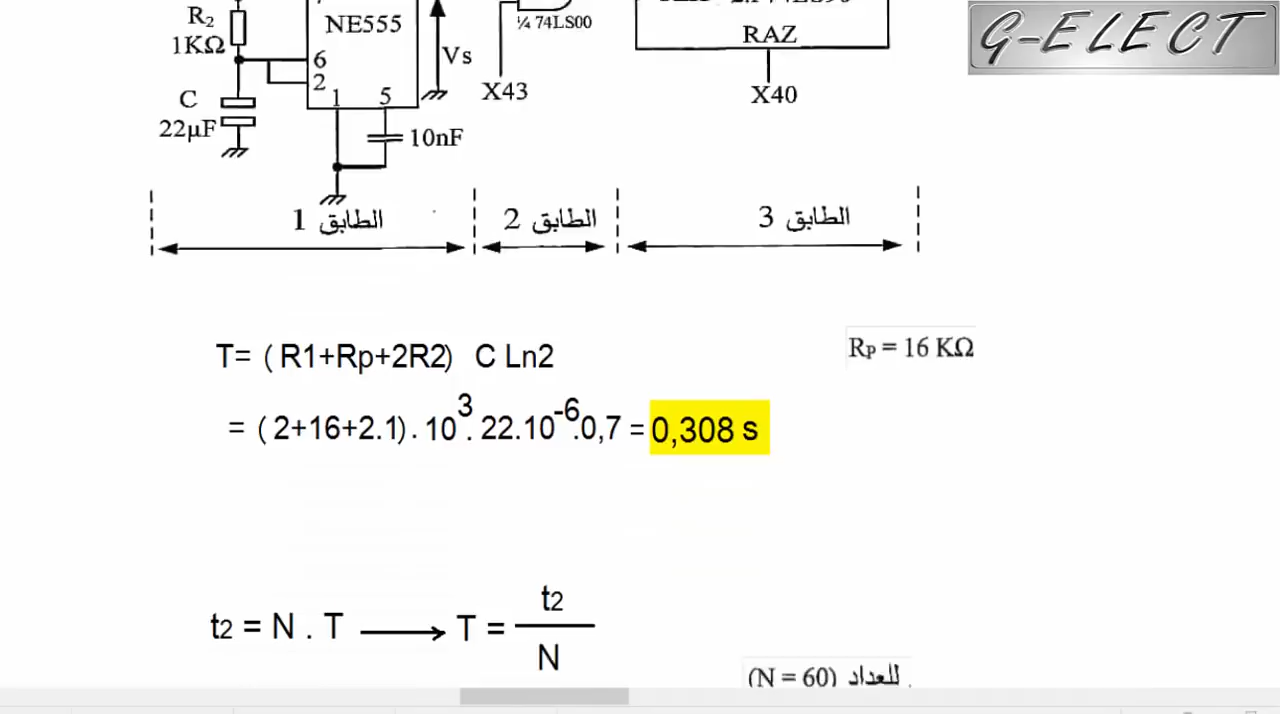 R2
1KΩ
NE555
6
2
1 5
C
22µF
10nF
Vs
¼ 74LS00
X43
RAZ
X40
G-ELECT
الطابق 1
الطابق 2
الطابق 3
T= ( R1+Rp+2R2) C Ln2
RP = 16 KΩ
= ( 2+16+2.1) . 10³. 22.10⁻⁶.0,7 = 0,308 s
t2 = N . T ⟶ T = t2 / N
للعداد (N = 60)